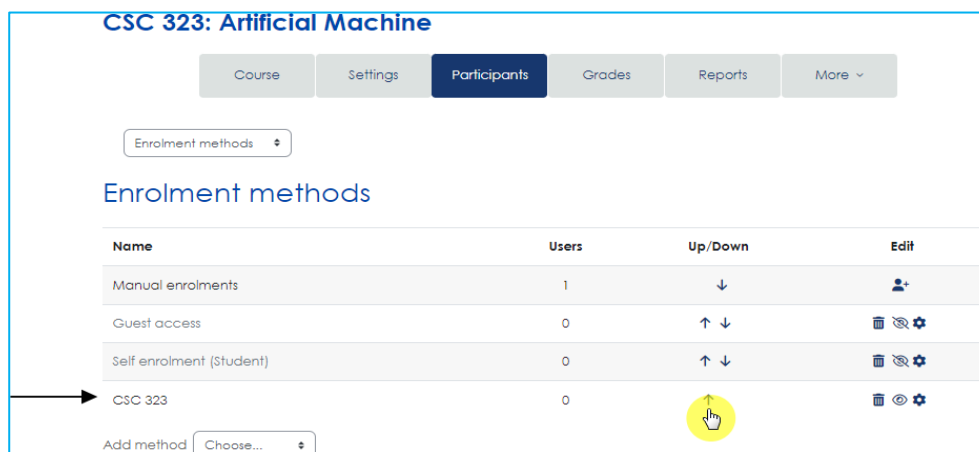 CSC 323: Artificial Machine
Course Settings Participants Grades Reports More
Enrolment methods
Enrolment methods
Name Users Up/Down Edit
Manual enrolments 1
Guest access 0
Self enrolment (Student) 0
CSC 323 0
Add method Choose...